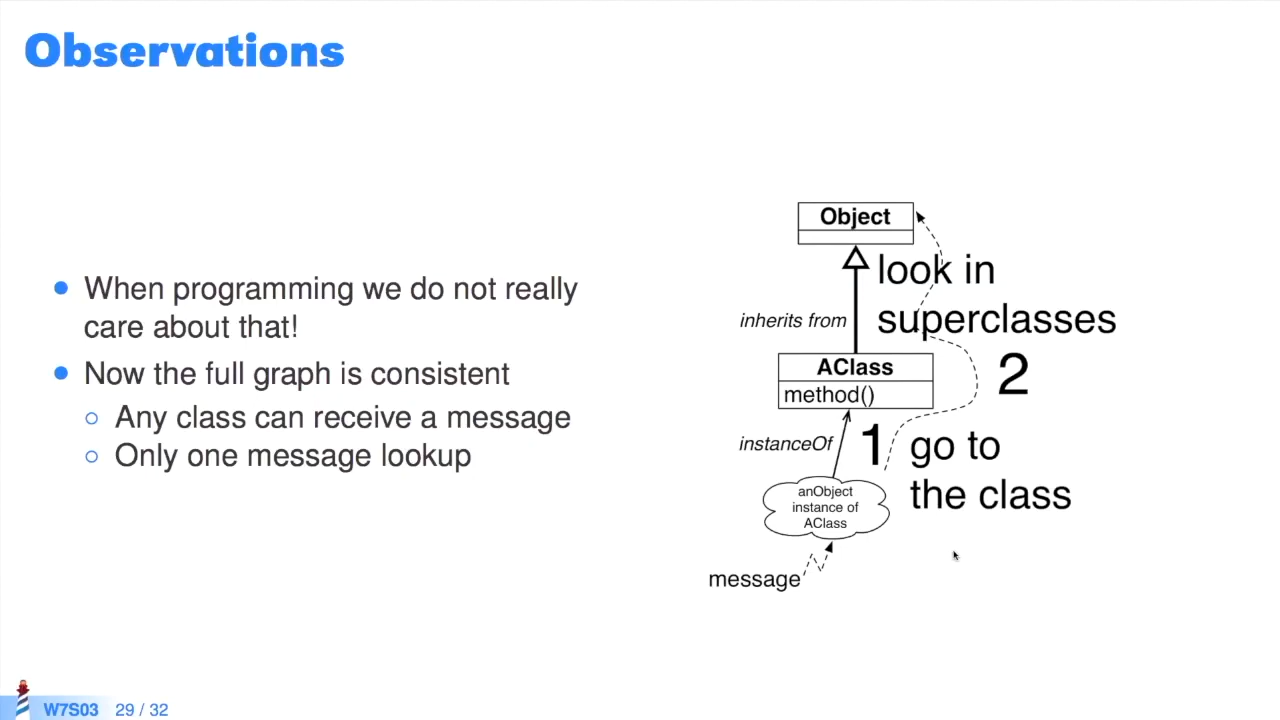 Observations
When programming we do not really
care about that!
Now the full graph is consistent
Any class can receive a message
Only one message lookup
Object
look in
superclasses
inherits from
2
AClass
method()
instanceOf
1
go to
the class
anObject
instance of
AClass
message
W7S03 29 / 32